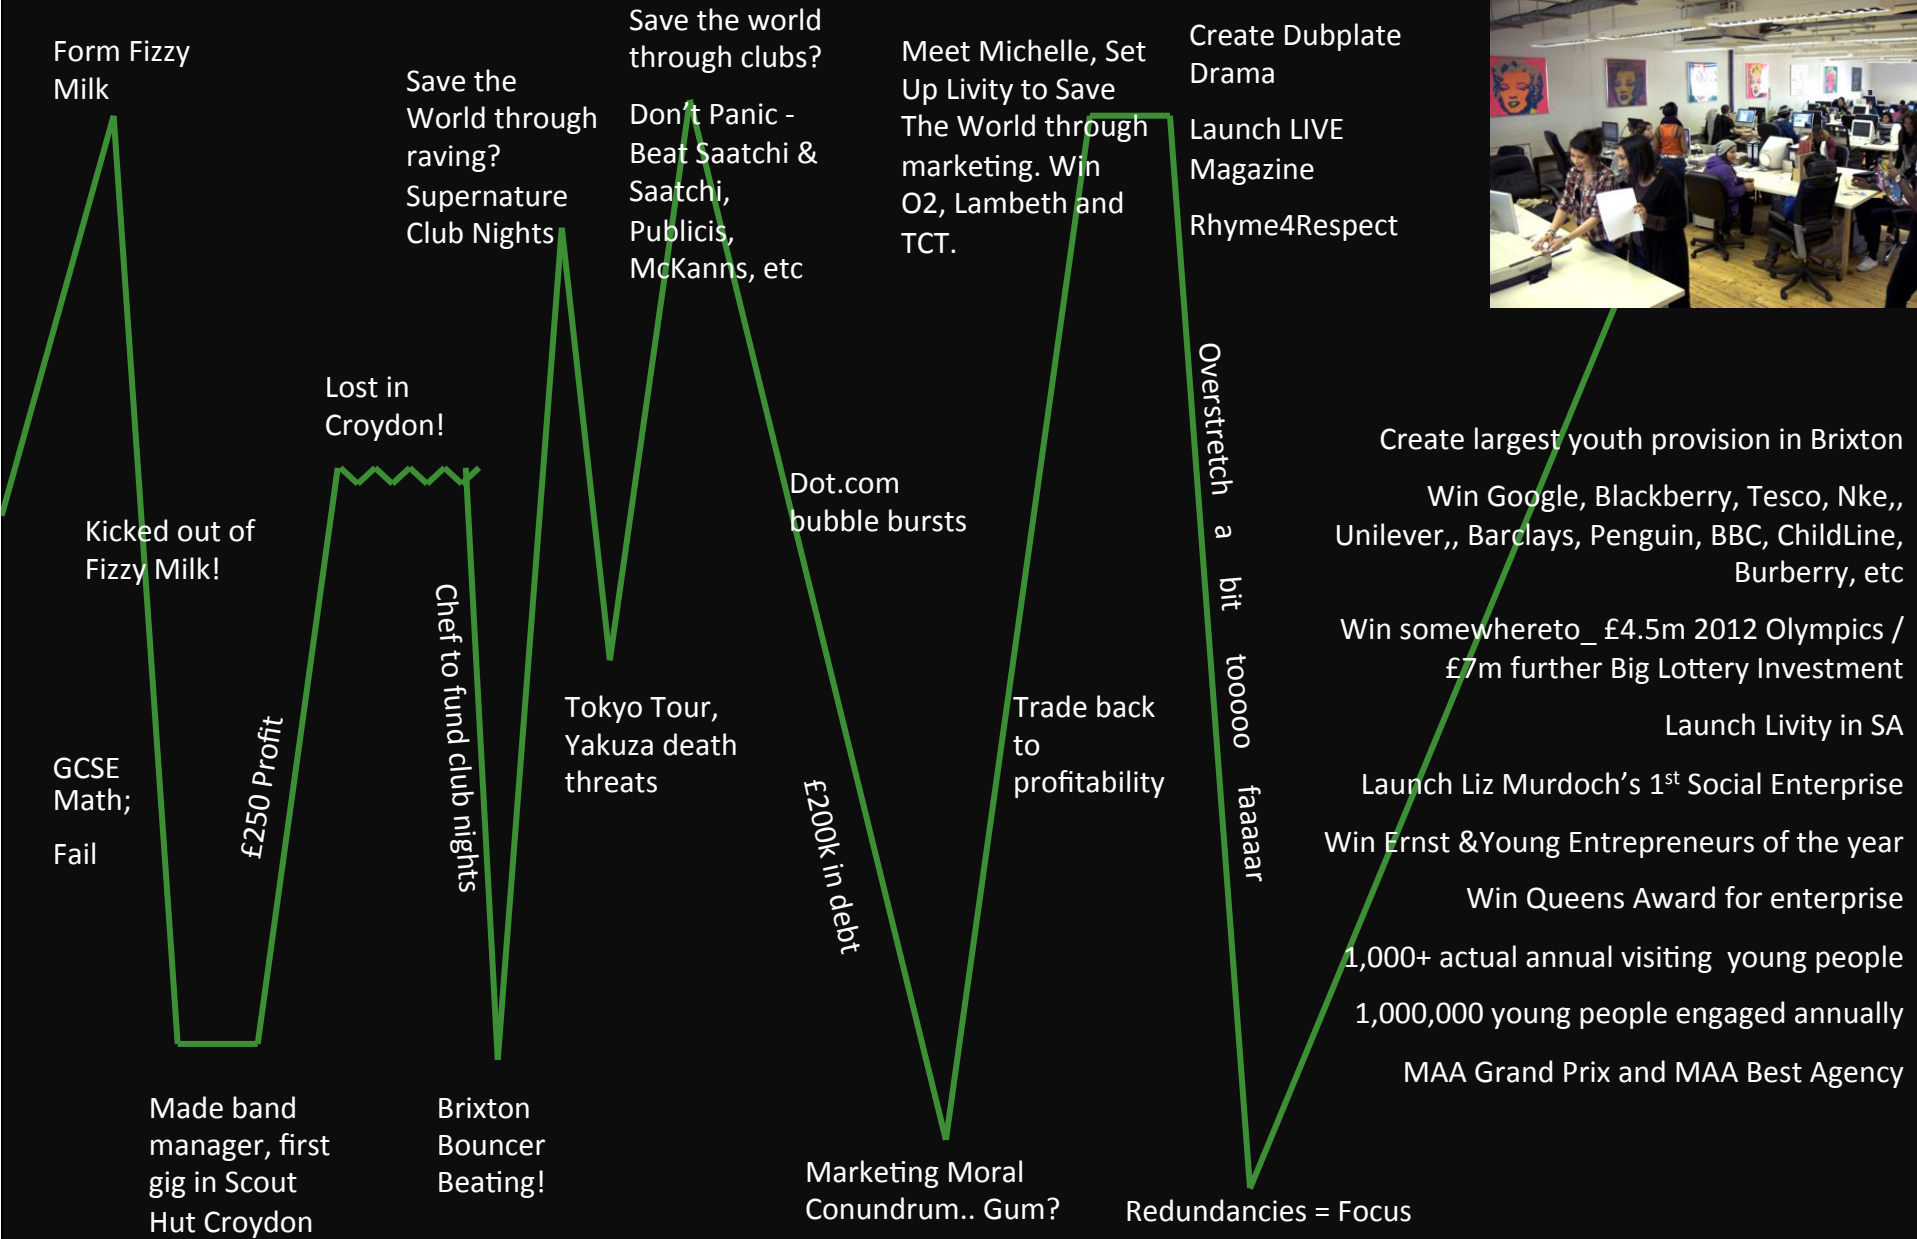 Form Fizzy
Milk
Kicked out of
Fizzy Milk!
GCSE
Math;
Fail
Made band
manager, first
gig in Scout
Hut Croydon
£250 Profit
Lost in
Croydon!
Chef to fund club nights
Brixton
Bouncer
Beating!
Save the
World through
raving?
Supernature
Club Nights
Tokyo Tour,
Yakuza death
threats
Save the world
through clubs?
Don’t Panic -
Beat Saatchi &
Saatchi,
Publicis,
McKanns, etc
Dot.com
bubble bursts
£200k in debt
Marketing Moral
Conundrum.. Gum?
Trade back
to
profitability
Meet Michelle, Set
Up Livity to Save
The World through
marketing. Win
O2, Lambeth and
TCT.
Create Dubplate
Drama
Launch LIVE
Magazine
Rhyme4Respect
Overstretch a bit tooooo faaaaar
Redundancies = Focus
Create largest youth provision in Brixton
Win Google, Blackberry, Tesco, Nke,,
Unilever,, Barclays, Penguin, BBC, ChildLine,
Burberry, etc
Win somewhereto_ £4.5m 2012 Olympics /
£7m further Big Lottery Investment
Launch Livity in SA
Launch Liz Murdoch’s 1st Social Enterprise
Win Ernst &Young Entrepreneurs of the year
Win Queens Award for enterprise
1,000+ actual annual visiting  young people
1,000,000 young people engaged annually
MAA Grand Prix and MAA Best Agency